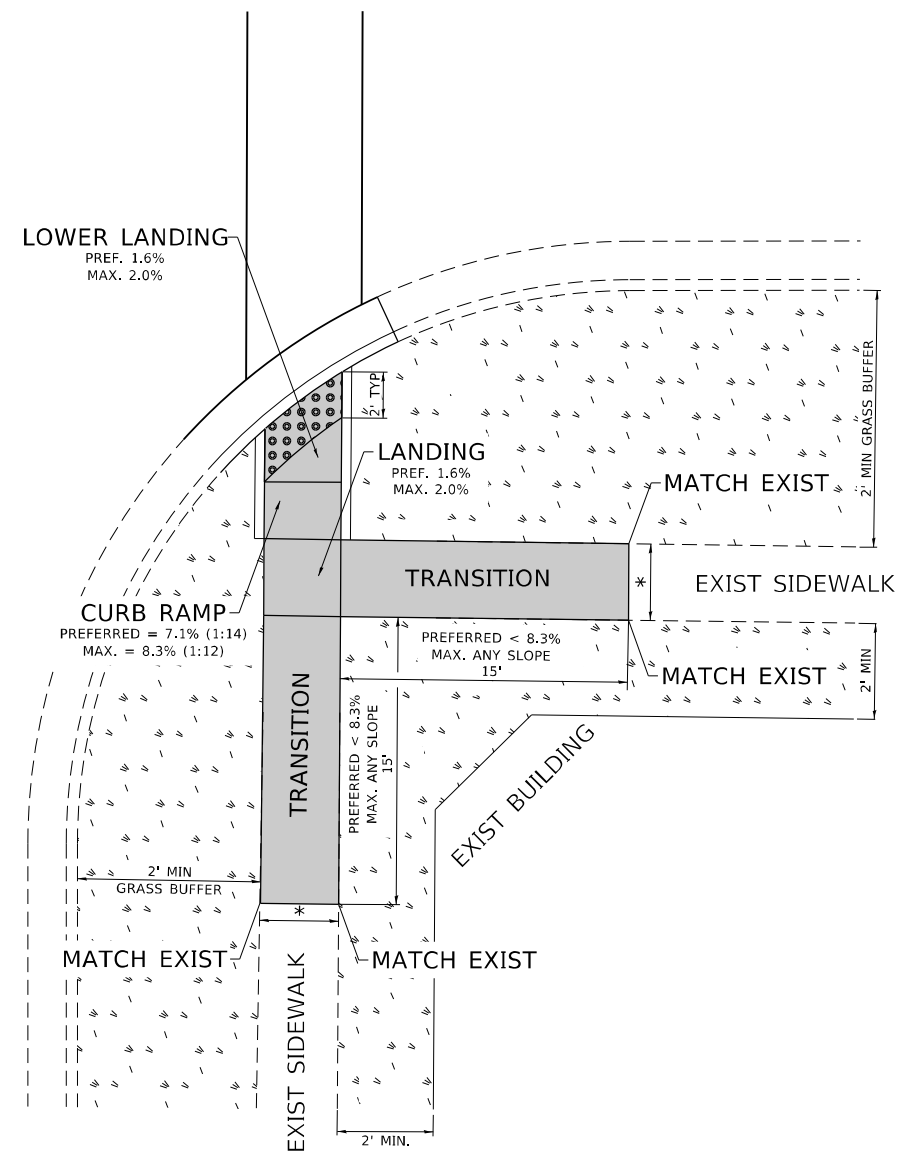 LOWER LANDING
PREF. 1.6%
MAX. 2.0%
2' TYP
2' MIN GRASS BUFFER
LANDING
PREF. 1.6%
MAX. 2.0%
MATCH EXIST
TRANSITION
*
EXIST SIDEWALK
CURB RAMP
PREFERRED = 7.1% (1:14)
MAX. = 8.3% (1:12)
PREFERRED < 8.3%
MAX. ANY SLOPE
15'
MATCH EXIST
2' MIN
TRANSITION
PREFERRED < 8.3%
MAX. ANY SLOPE
15'
EXIST BUILDING
2' MIN
GRASS BUFFER
*
MATCH EXIST
MATCH EXIST
EXIST SIDEWALK
2' MIN.